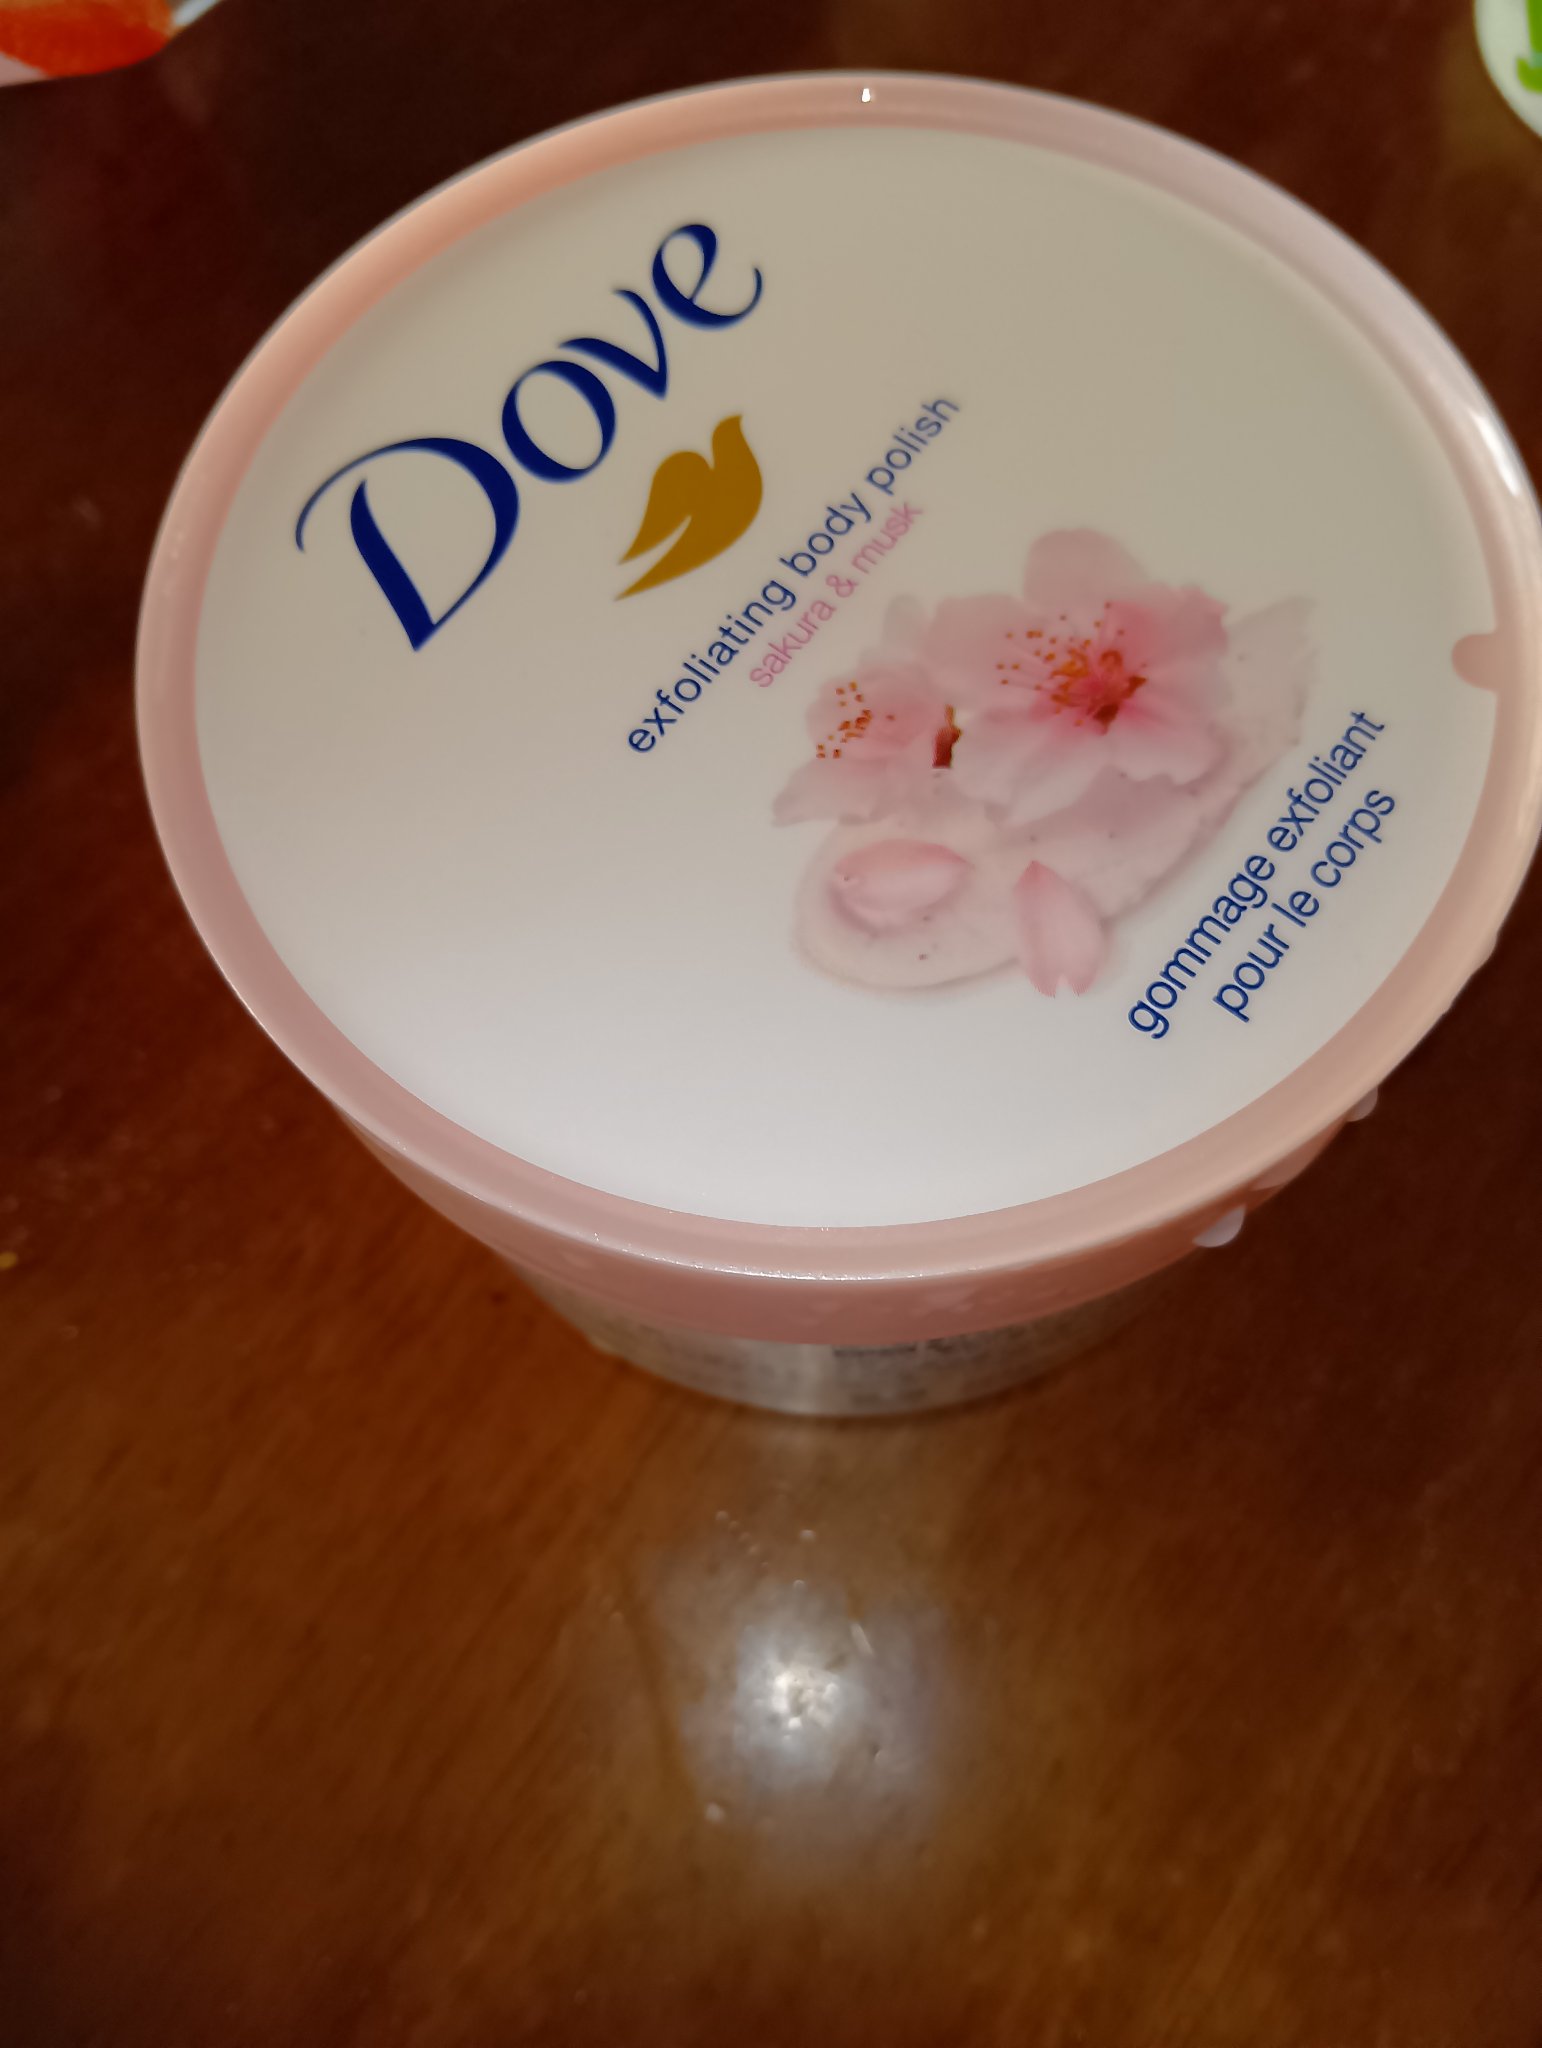 Dove
exfoliating body polish
sakura & musk
gommage exfoliant
pour le corps